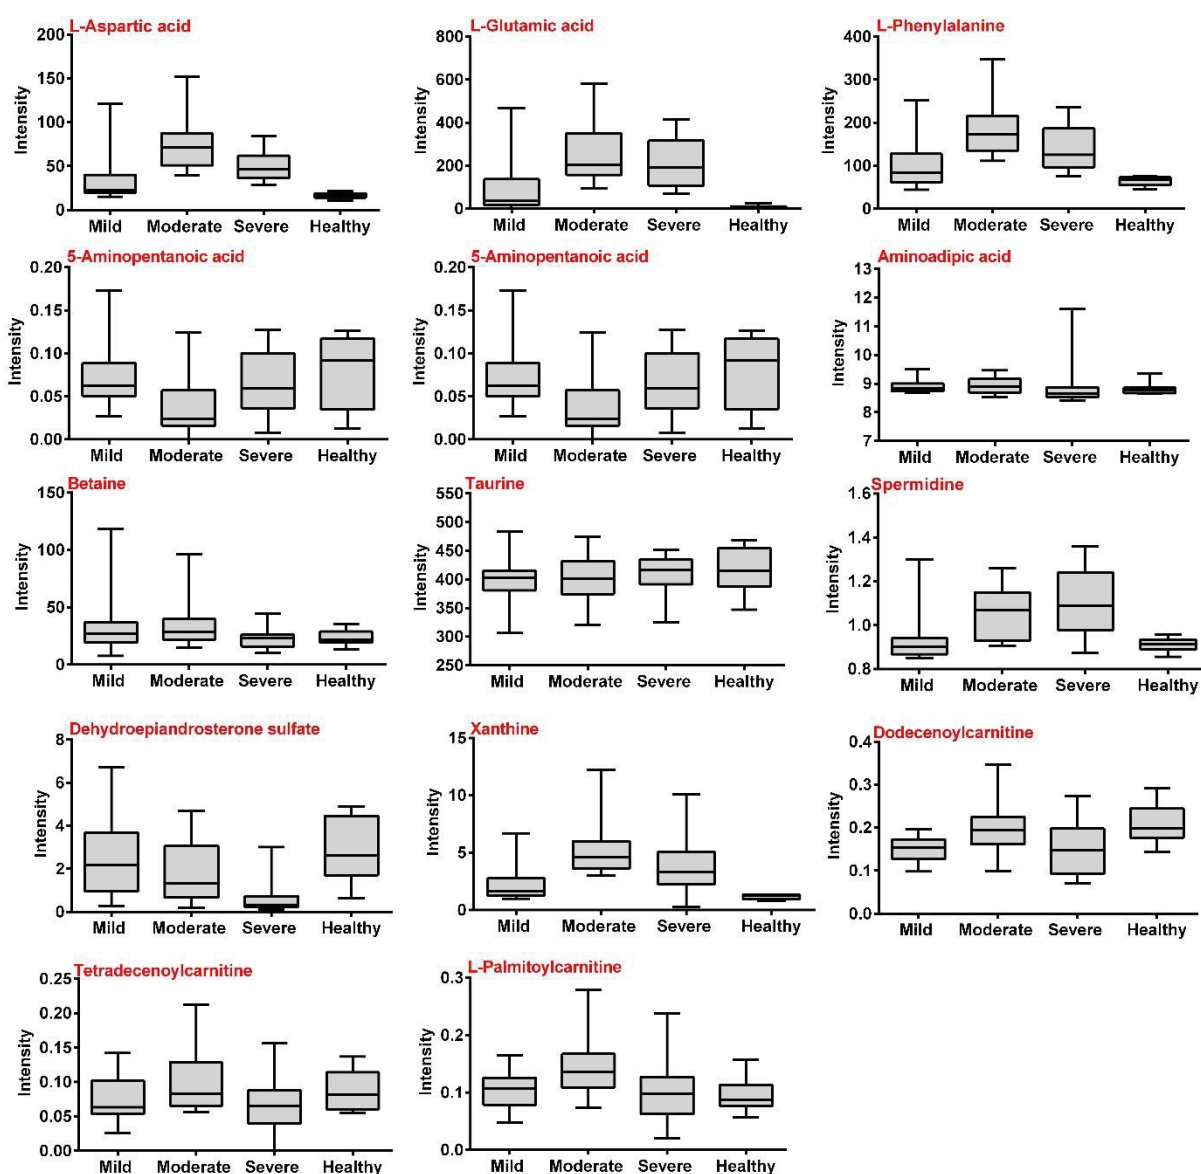 L-Aspartic acid
200
150
100
50
0
Intensity
Mild Moderate Severe Healthy
L-Glutamic acid
800
600
400
200
0
Intensity
Mild Moderate Severe Healthy
L-Phenylalanine
400
300
200
100
0
Intensity
Mild Moderate Severe Healthy
5-Aminopentanoic acid
0.20
0.15
0.10
0.05
0.00
Intensity
Mild Moderate Severe Healthy
5-Aminopentanoic acid
0.20
0.15
0.10
0.05
0.00
Intensity
Mild Moderate Severe Healthy
Aminoadipic acid
13
12
11
10
9
8
7
Intensity
Mild Moderate Severe Healthy
Betaine
150
100
50
0
Intensity
Mild Moderate Severe Healthy
Taurine
550
500
450
400
350
300
250
Intensity
Mild Moderate Severe Healthy
Spermidine
1.6
1.4
1.2
1.0
0.8
Intensity
Mild Moderate Severe Healthy
Dehydroepiandrosterone sulfate
8
6
4
2
0
Intensity
Mild Moderate Severe Healthy
Xanthine
15
10
5
0
Intensity
Mild Moderate Severe Healthy
Dodecenoylcarnitine
0.4
0.3
0.2
0.1
0.0
Intensity
Mild Moderate Severe Healthy
Tetradecenoylcarnitine
0.25
0.20
0.15
0.10
0.05
0.00
Intensity
Mild Moderate Severe Healthy
L-Palmitoylcarnitine
0.3
0.2
0.1
0.0
Intensity
Mild Moderate Severe Healthy